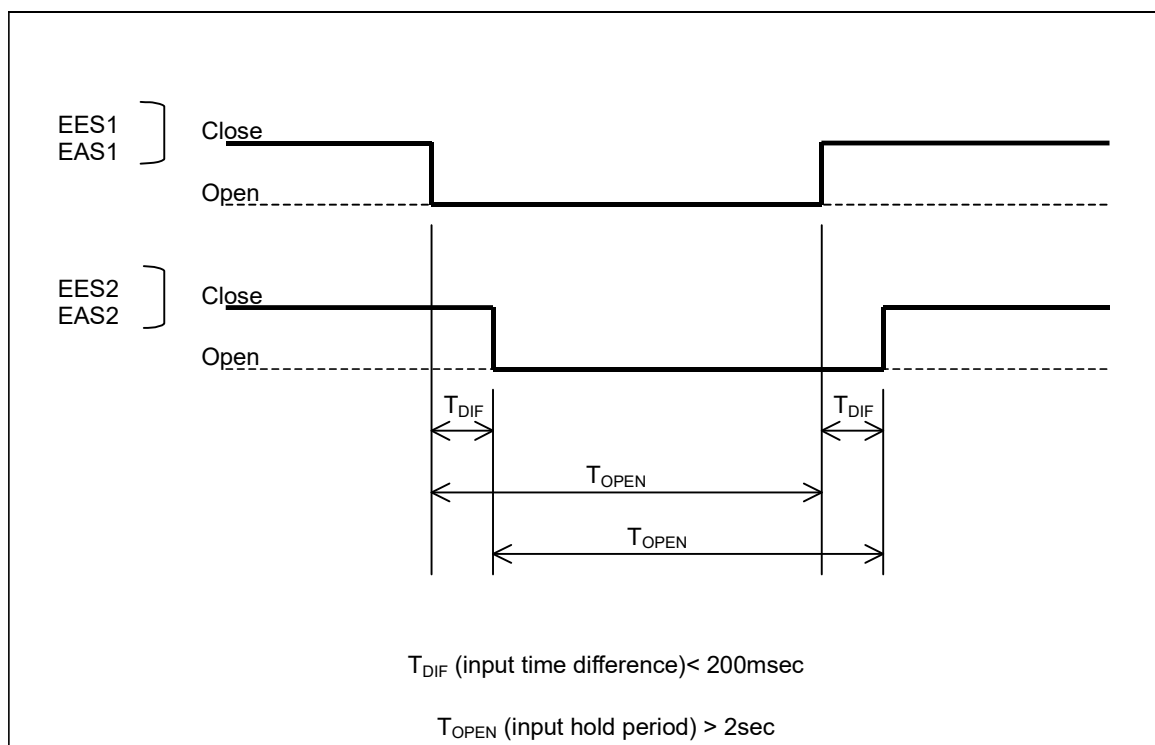 EES1
EAS1
Close
Open
EES2
EAS2
Close
Open
TDIF
TDIF
TOPEN
TOPEN
TDIF (input time difference)< 200msec
TOPEN (input hold period) > 2sec